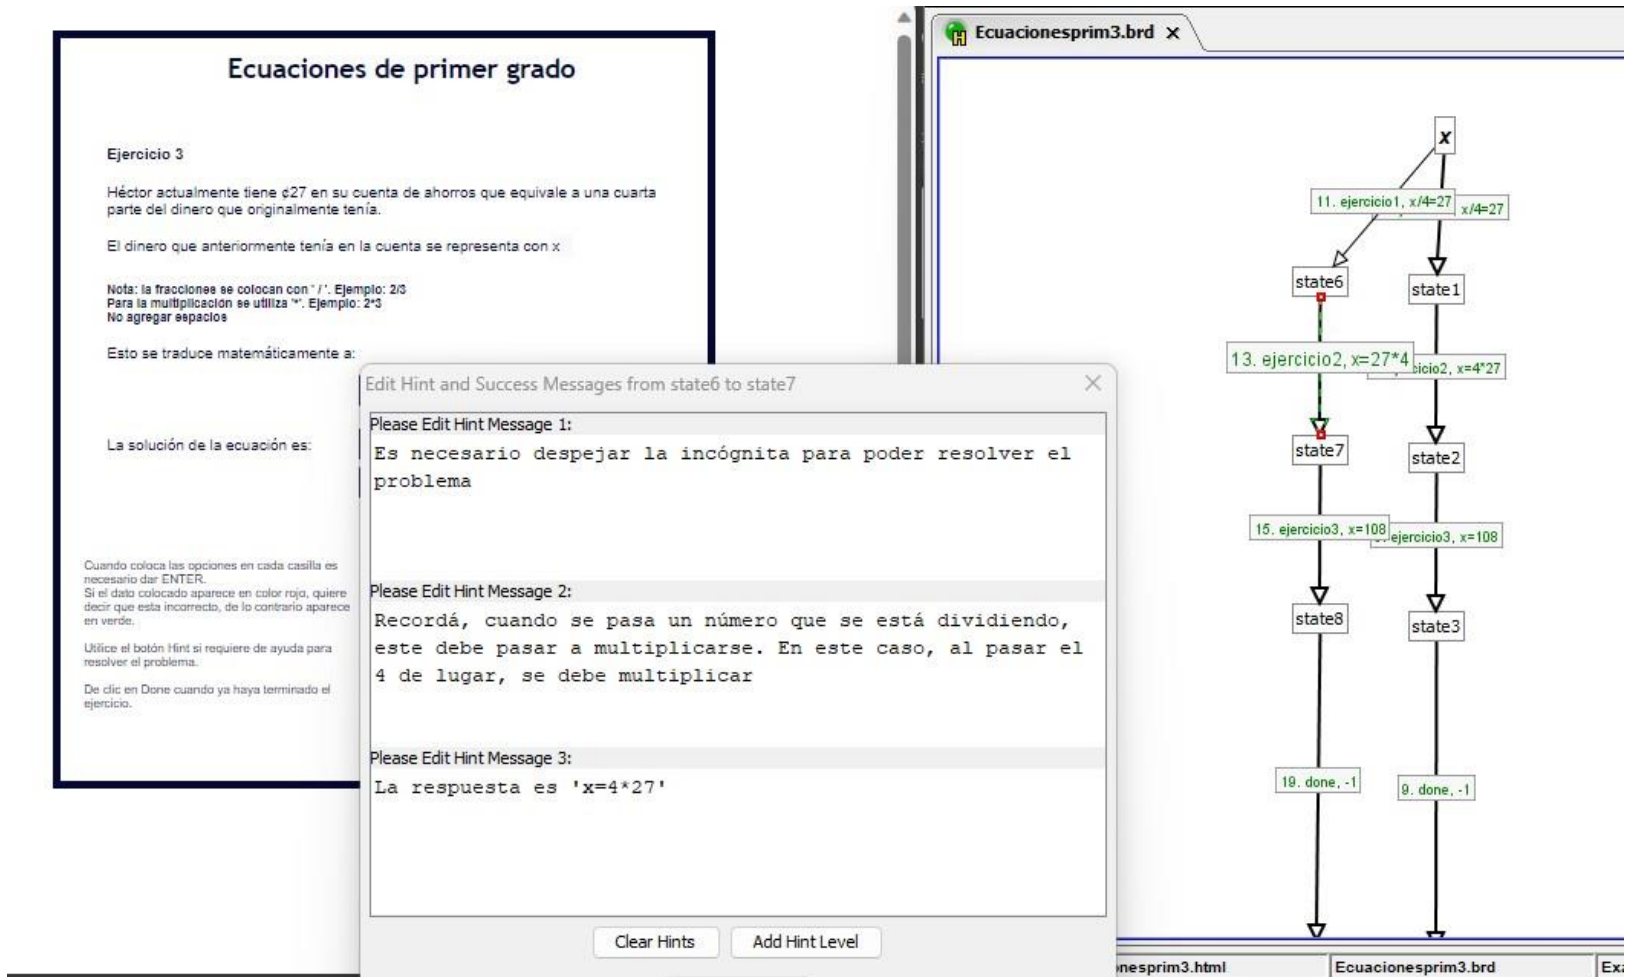 Ecuaciones de primer grado
Ejercicio 3
Héctor actualmente tiene ¢27 en su cuenta de ahorros que equivale a una cuarta
parte del dinero que originalmente tenía.
El dinero que anteriormente tenía en la cuenta se representa con x
Nota: la fracciones se colocan con ' / '. Ejemplo: 2/3
Para la multiplicación se utiliza '*'. Ejemplo: 2*3
No agregar espacios
Esto se traduce matemáticamente a:
La solución de la ecuación es:
Cuando coloca las opciones en cada casilla es
necesario dar ENTER.
Si el dato colocado aparece en color rojo, quiere
decir que esta incorrecto, de lo contrario aparece
en verde.
Utilice el botón Hint si requiere de ayuda para
resolver el problema.
De clic en Done cuando ya haya terminado el
ejercicio.
Edit Hint and Success Messages from state6 to state7
Please Edit Hint Message 1:
Es necesario despejar la incógnita para poder resolver el
problema
Please Edit Hint Message 2:
Recordá, cuando se pasa un número que se está dividiendo,
este debe pasar a multiplicarse. En este caso, al pasar el
4 de lugar, se debe multiplicar
Please Edit Hint Message 3:
La respuesta es 'x=4*27'
Clear Hints
Add Hint Level
Ecuacionesprim3.brd
x
11. ejercicio1, x/4=27
x/4=27
state6
state1
13. ejercicio2, x=27*4
cicio2, x=4*27
state7
state2
15. ejercicio3, x=108
ejercicio3, x=108
state8
state3
19. done, -1
9. done, -1
nesprim3.html
Ecuacionesprim3.brd
Ex